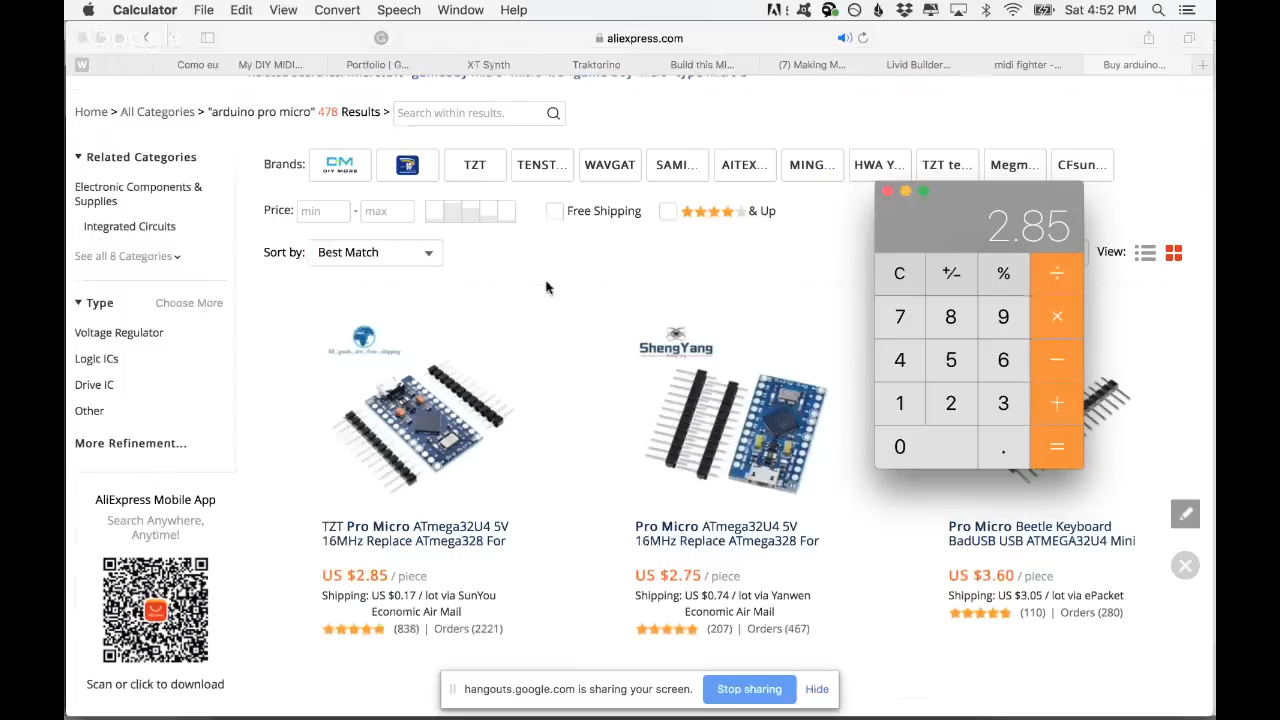 Calculator File Edit View Convert Speech Window Help Sat 4:52 PM
Google
aliexpress.com
Como eu My DIY MIDI... Portfolio | G... XT Synth Traktorino Build this MI... (7) Making M... Livid Builder... midi fighter -... Buy arduino...
Home > All Categories > "arduino pro micro" 478 Results > Search within results.
Related Categories
Electronic Components &
Supplies
Integrated Circuits
See all 8 Categories
Type Choose More
Voltage Regulator
Logic ICs
Drive IC
Other
More Refinement...
AliExpress Mobile App
Search Anywhere,
Anytime!
Scan or click to download
Brands: DM DIY MORE TZT TENST... WAVGAT SAMI... AITEX... MING... HWA Y... TZT te... Megm... CFsun...
Price: min - max Free Shipping & Up
Sort by: Best Match View:
2.85
C +/- % ÷
7 8 9 ×
4 5 6 −
1 2 3 +
0 . =
ShengYang
TZT Pro Micro ATmega32U4 5V
16MHz Replace ATmega328 For
US $2.85 / piece
Shipping: US $0.17 / lot via SunYou
Economic Air Mail
(838) | Orders (2221)
Pro Micro ATmega32U4 5V
16MHz Replace ATmega328 For
US $2.75 / piece
Shipping: US $0.74 / lot via Yanwen
Economic Air Mail
(207) | Orders (467)
Pro Micro Beetle Keyboard
BadUSB USB ATMEGA32U4 Mini
US $3.60 / piece
Shipping: US $3.05 / lot via ePacket
(110) | Orders (280)
hangouts.google.com is sharing your screen. Stop sharing Hide